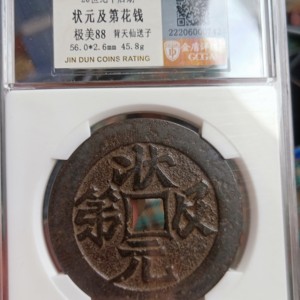 状元及第花钱
极美88 背天仙送子
56.0*2.6mm 45.8g
JIN DUN COINS RATING
状
元
及
第